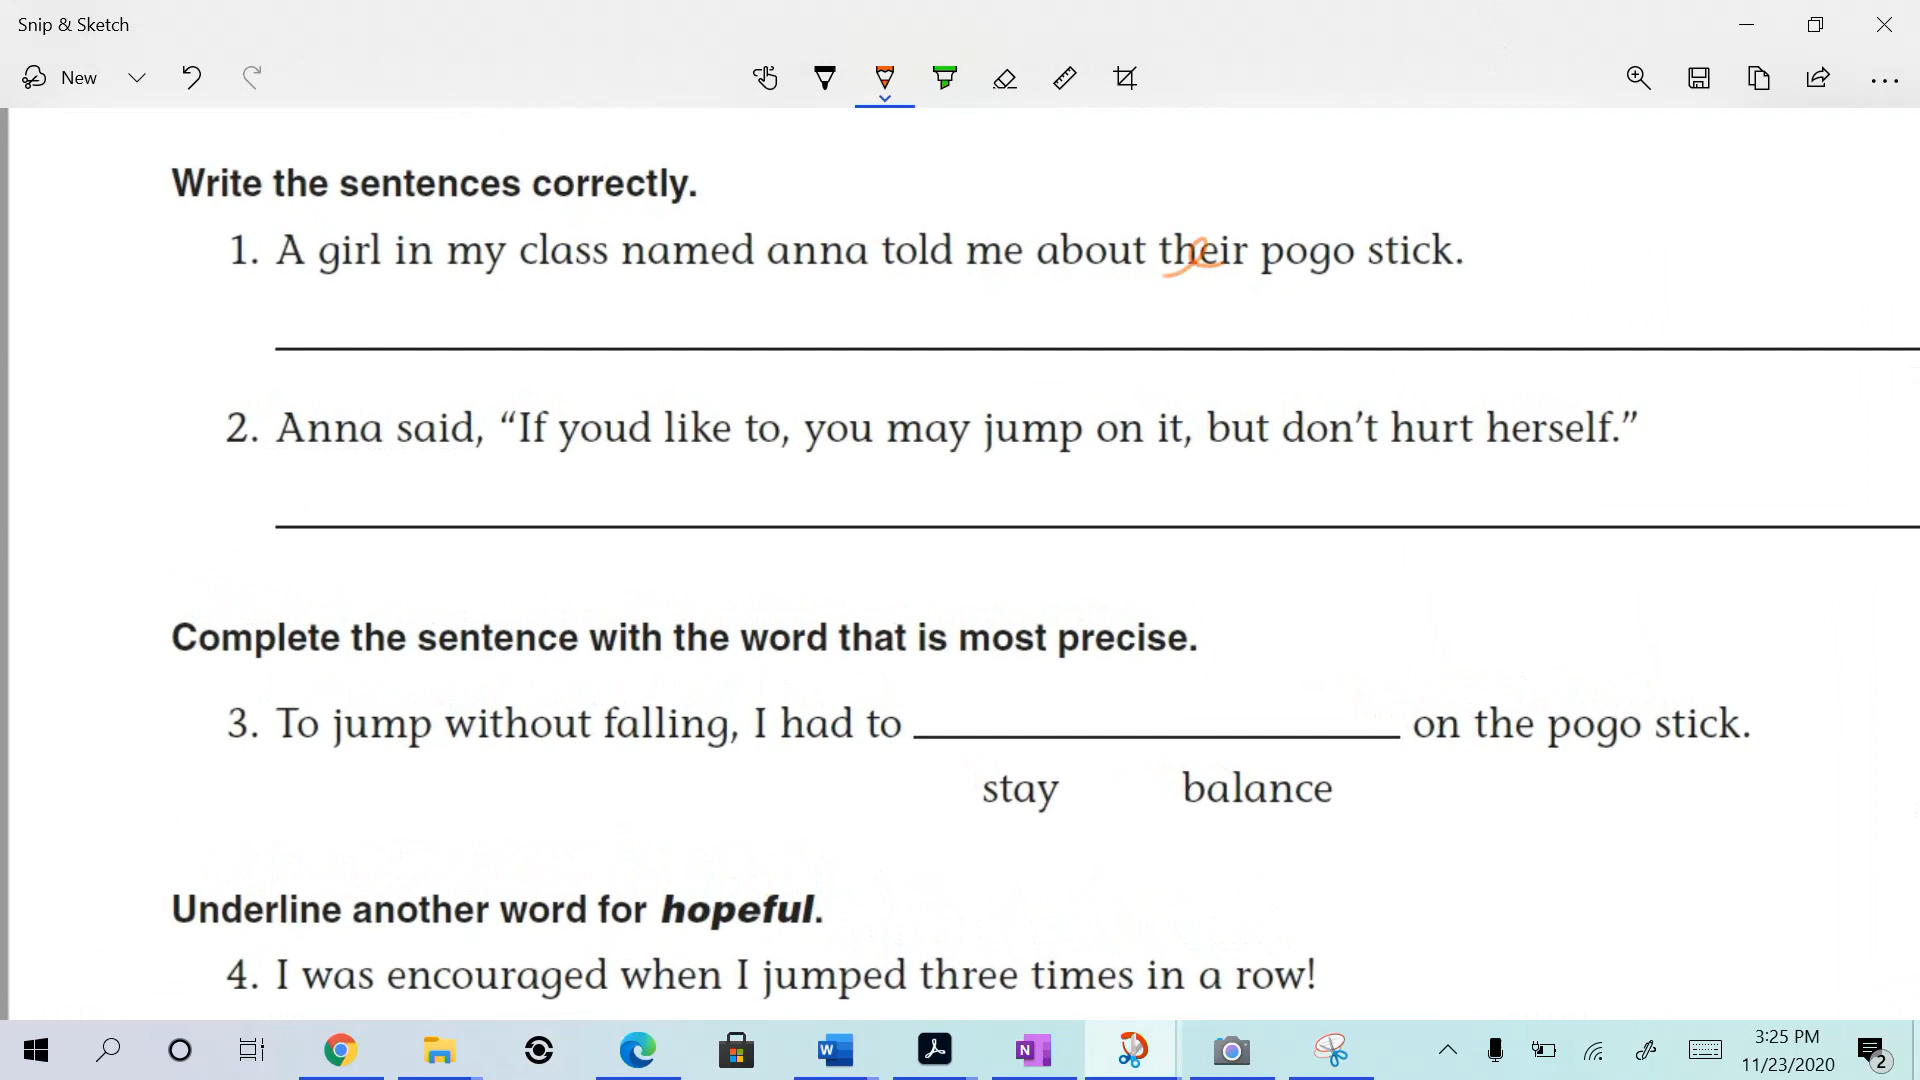 Snip & Sketch
New
Write the sentences correctly.
1. A girl in my class named anna told me about their pogo stick.
2. Anna said, “If youd like to, you may jump on it, but don’t hurt herself.”
Complete the sentence with the word that is most precise.
3. To jump without falling, I had to ____________ on the pogo stick.
stay balance
Underline another word for hopeful.
4. I was encouraged when I jumped three times in a row!
3:25 PM
11/23/2020
2